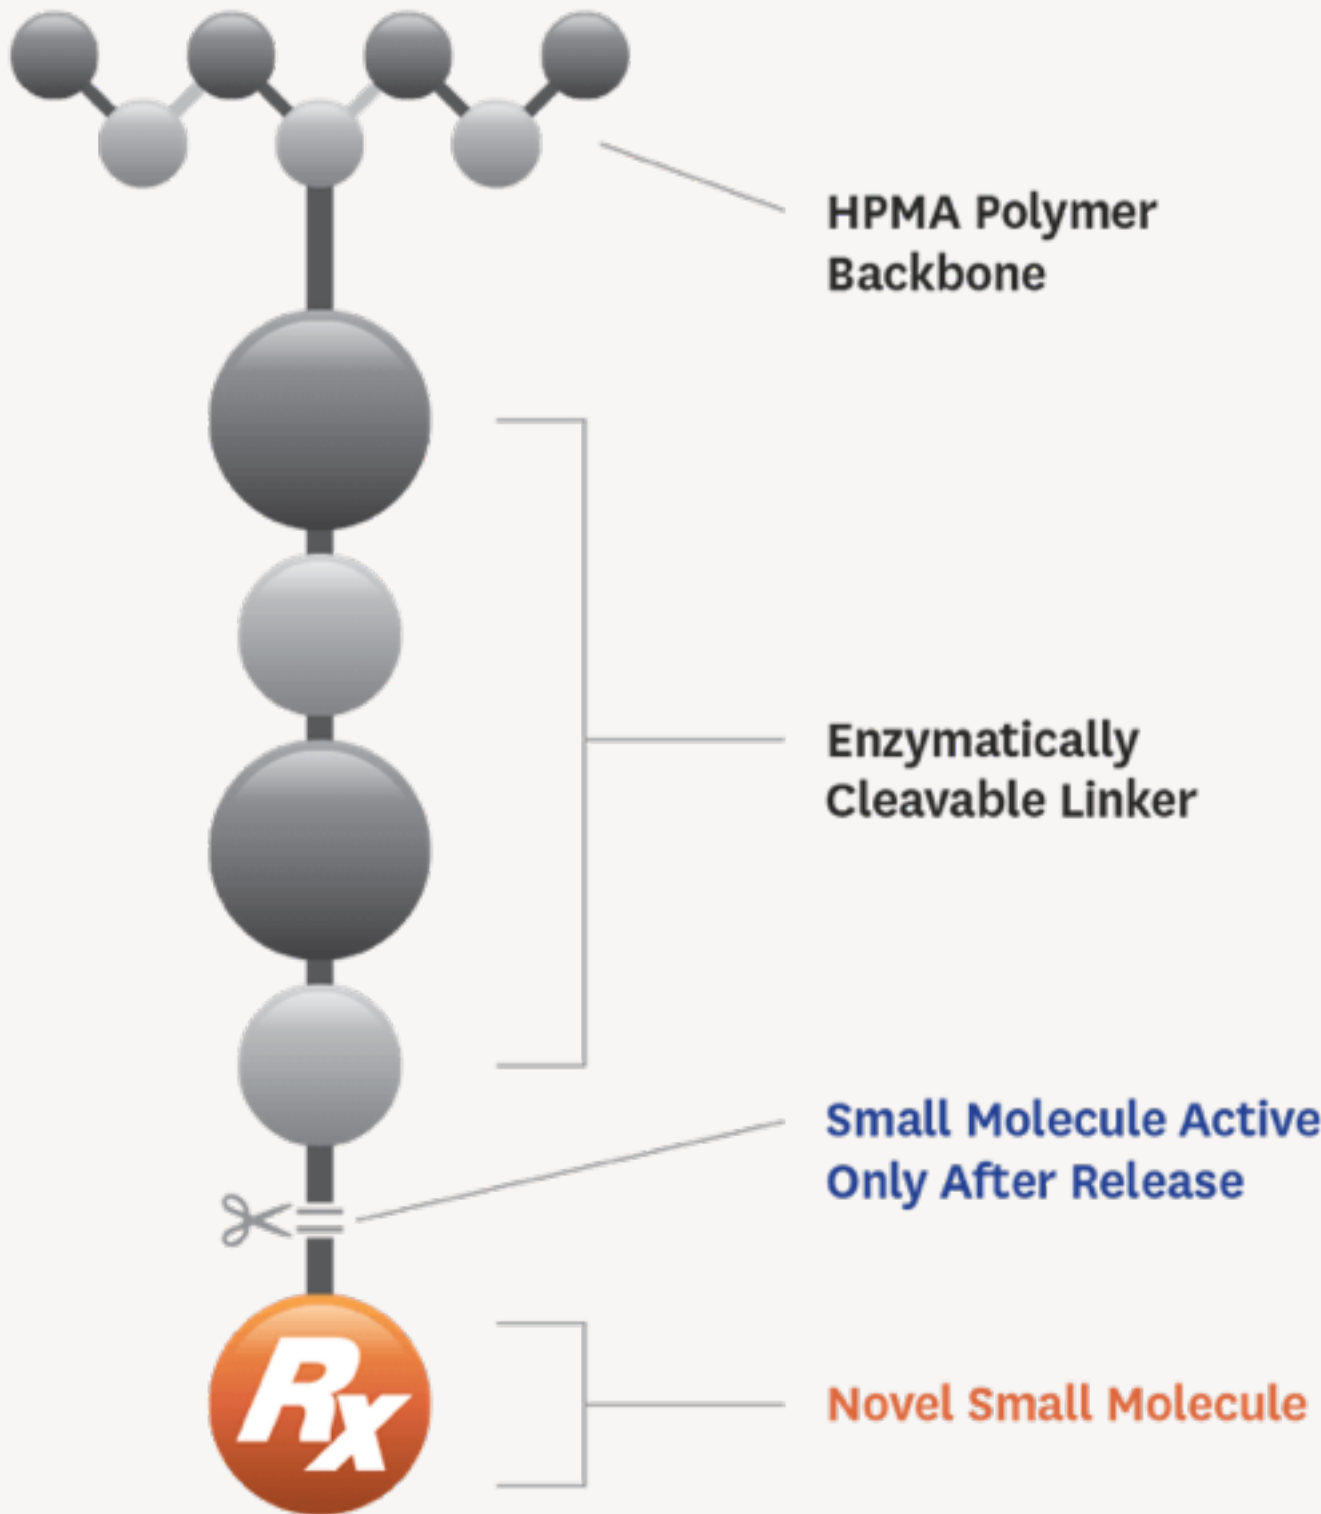 HPMA Polymer
Backbone
Enzymatically
Cleavable Linker
Small Molecule Active
Only After Release
Rx
Novel Small Molecule